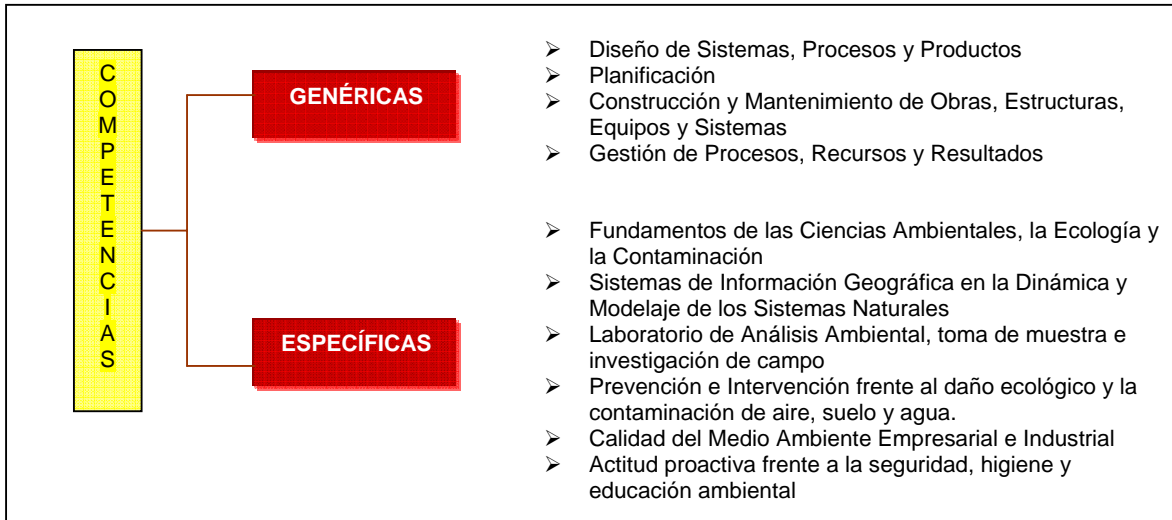 COMPETENCIAS
GENÉRICAS
➢ Diseño de Sistemas, Procesos y Productos
➢ Planificación
➢ Construcción y Mantenimiento de Obras, Estructuras,
Equipos y Sistemas
➢ Gestión de Procesos, Recursos y Resultados
ESPECÍFICAS
➢ Fundamentos de las Ciencias Ambientales, la Ecología y
la Contaminación
➢ Sistemas de Información Geográfica en la Dinámica y
Modelaje de los Sistemas Naturales
➢ Laboratorio de Análisis Ambiental, toma de muestra e
investigación de campo
➢ Prevención e Intervención frente al daño ecológico y la
contaminación de aire, suelo y agua.
➢ Calidad del Medio Ambiente Empresarial e Industrial
➢ Actitud proactiva frente a la seguridad, higiene y
educación ambiental